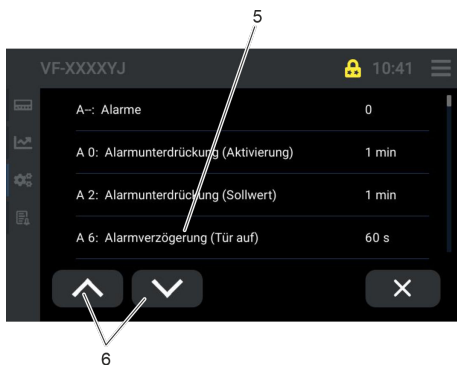 5
VF-XXXXYJ 10:41
A--: Alarme 0
A 0: Alarmunterdrückung (Aktivierung) 1 min
A 2: Alarmunterdrückung (Sollwert) 1 min
A 6: Alarmverzögerung (Tür auf) 60 s
6